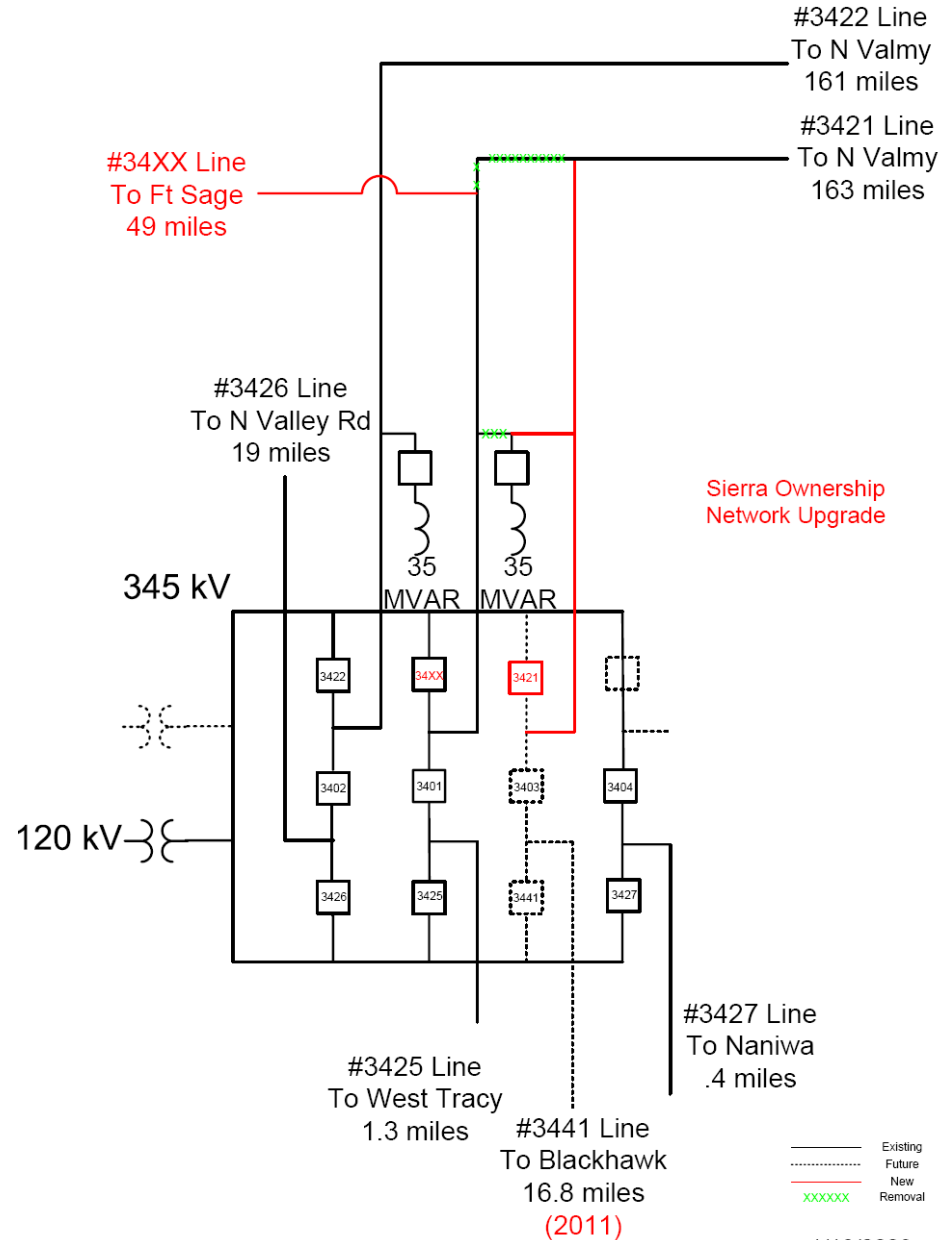 #3422 Line
To N Valmy
161 miles
#3421 Line
To N Valmy
163 miles
#34XX Line
To Ft Sage
49 miles
XXXXXXXXXX
X
X
#3426 Line
To N Valley Rd
19 miles
XXX
Sierra Ownership
Network Upgrade
35
MVAR
35
MVAR
345 kV
3422
34XX
3421
3402
3401
3403
3404
120 kV
3426
3425
3441
3427
#3427 Line
To Naniwa
.4 miles
#3425 Line
To West Tracy
1.3 miles
#3441 Line
To Blackhawk
16.8 miles
(2011)
Existing
Future
New
XXXXXX Removal